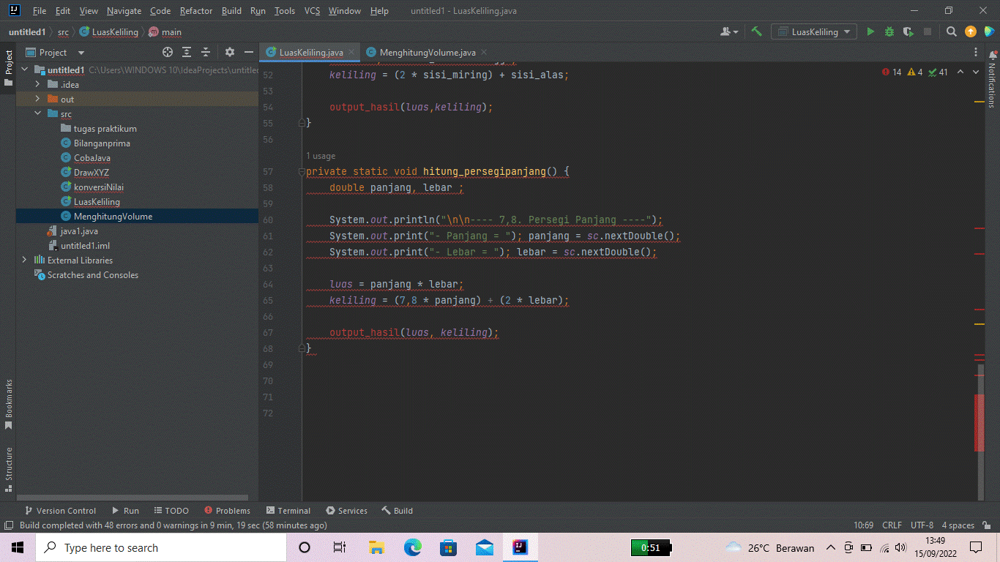 File Edit View Navigate Code Refactor Build Run Tools VCS Window Help untitled1 - LuasKeliling.java
untitled1 src LuasKeliling main LuasKeliling
Project LuasKeliling.java MenghitungVolume.java
untitled1 C:\Users\WINDOWS 10\IdeaProjects\untitled
.idea
out
src
tugas praktikum
Bilanganprima
CobaJava
DrawXYZ
konversiNilai
LuasKeliling
MenghitungVolume
java1.java
untitled1.iml
External Libraries
Scratches and Consoles
Project
Bookmarks
Structure
Notifications
14 4 41
52 keliling = (2 * sisi_miring) + sisi_alas;
53
54 output_hasil(luas,keliling);
55 }
56
1 usage
57 private static void hitung_persegipanjang() {
58 double panjang, lebar ;
59
60 System.out.println("\n\n---- 7,8. Persegi Panjang ----");
61 System.out.print("- Panjang = "); panjang = sc.nextDouble();
62 System.out.print("- Lebar = "); lebar = sc.nextDouble();
63
64 luas = panjang * lebar;
65 keliling = (7,8 * panjang) + (2 * lebar);
66
67 output_hasil(luas, keliling);
68 }
69
70
71
72
Version Control Run TODO Problems Terminal Services Build
Build completed with 48 errors and 0 warnings in 9 min, 19 sec (58 minutes ago) 10:69 CRLF UTF-8 4 spaces
Type here to search 0:51 26°C Berawan 13:49
15/09/2022